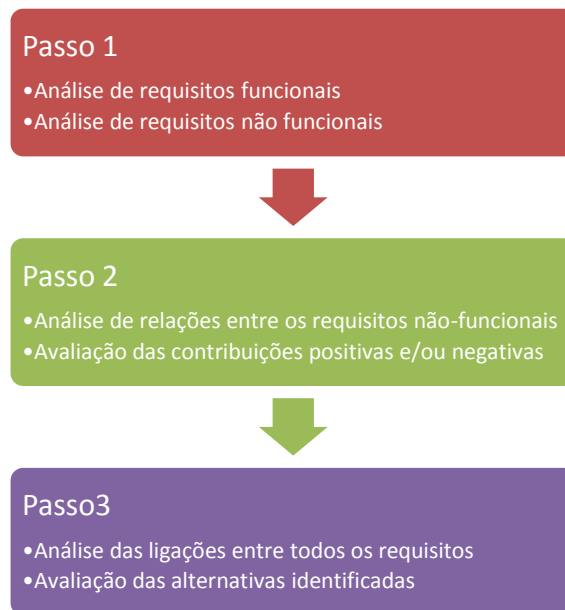 Passo 1
•Análise de requisitos funcionais
•Análise de requisitos não funcionais
Passo 2
•Análise de relações entre os requisitos não-funcionais
•Avaliação das contribuições positivas e/ou negativas
Passo3
•Análise das ligações entre todos os requisitos
•Avaliação das alternativas identificadas